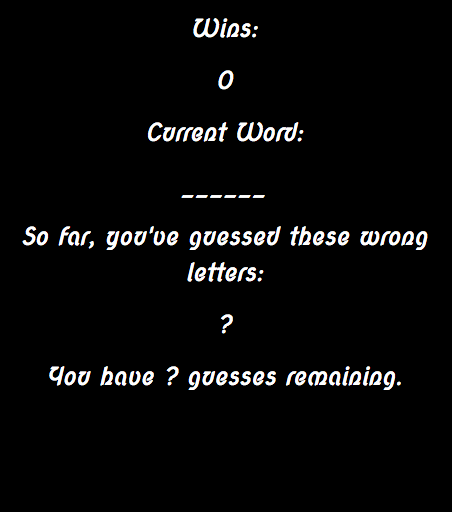 Wins:
0
Current Word:
______
So far, you've guessed these wrong
letters:
?
You have ? guesses remaining.